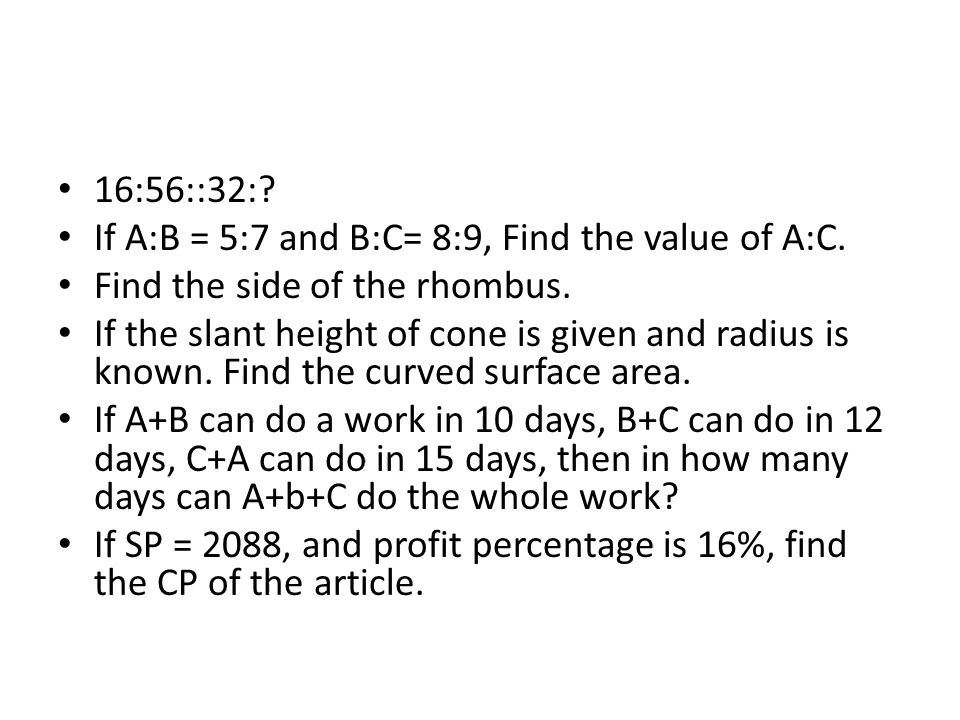 • 16:56::32:?
• If A:B = 5:7 and B:C= 8:9, Find the value of A:C.
• Find the side of the rhombus.
• If the slant height of cone is given and radius is
known. Find the curved surface area.
• If A+B can do a work in 10 days, B+C can do in 12
days, C+A can do in 15 days, then in how many
days can A+b+C do the whole work?
• If SP = 2088, and profit percentage is 16%, find
the CP of the article.